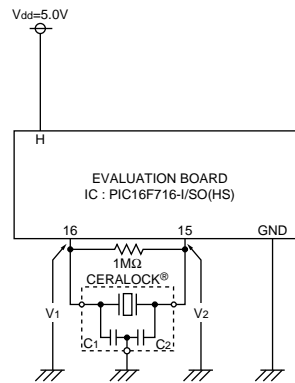 Vdd=5.0V
H
EVALUATION BOARD
IC : PIC16F716-I/SO(HS)
16
15
GND
1MΩ
CERALOCK®
V1
V2
C1
C2